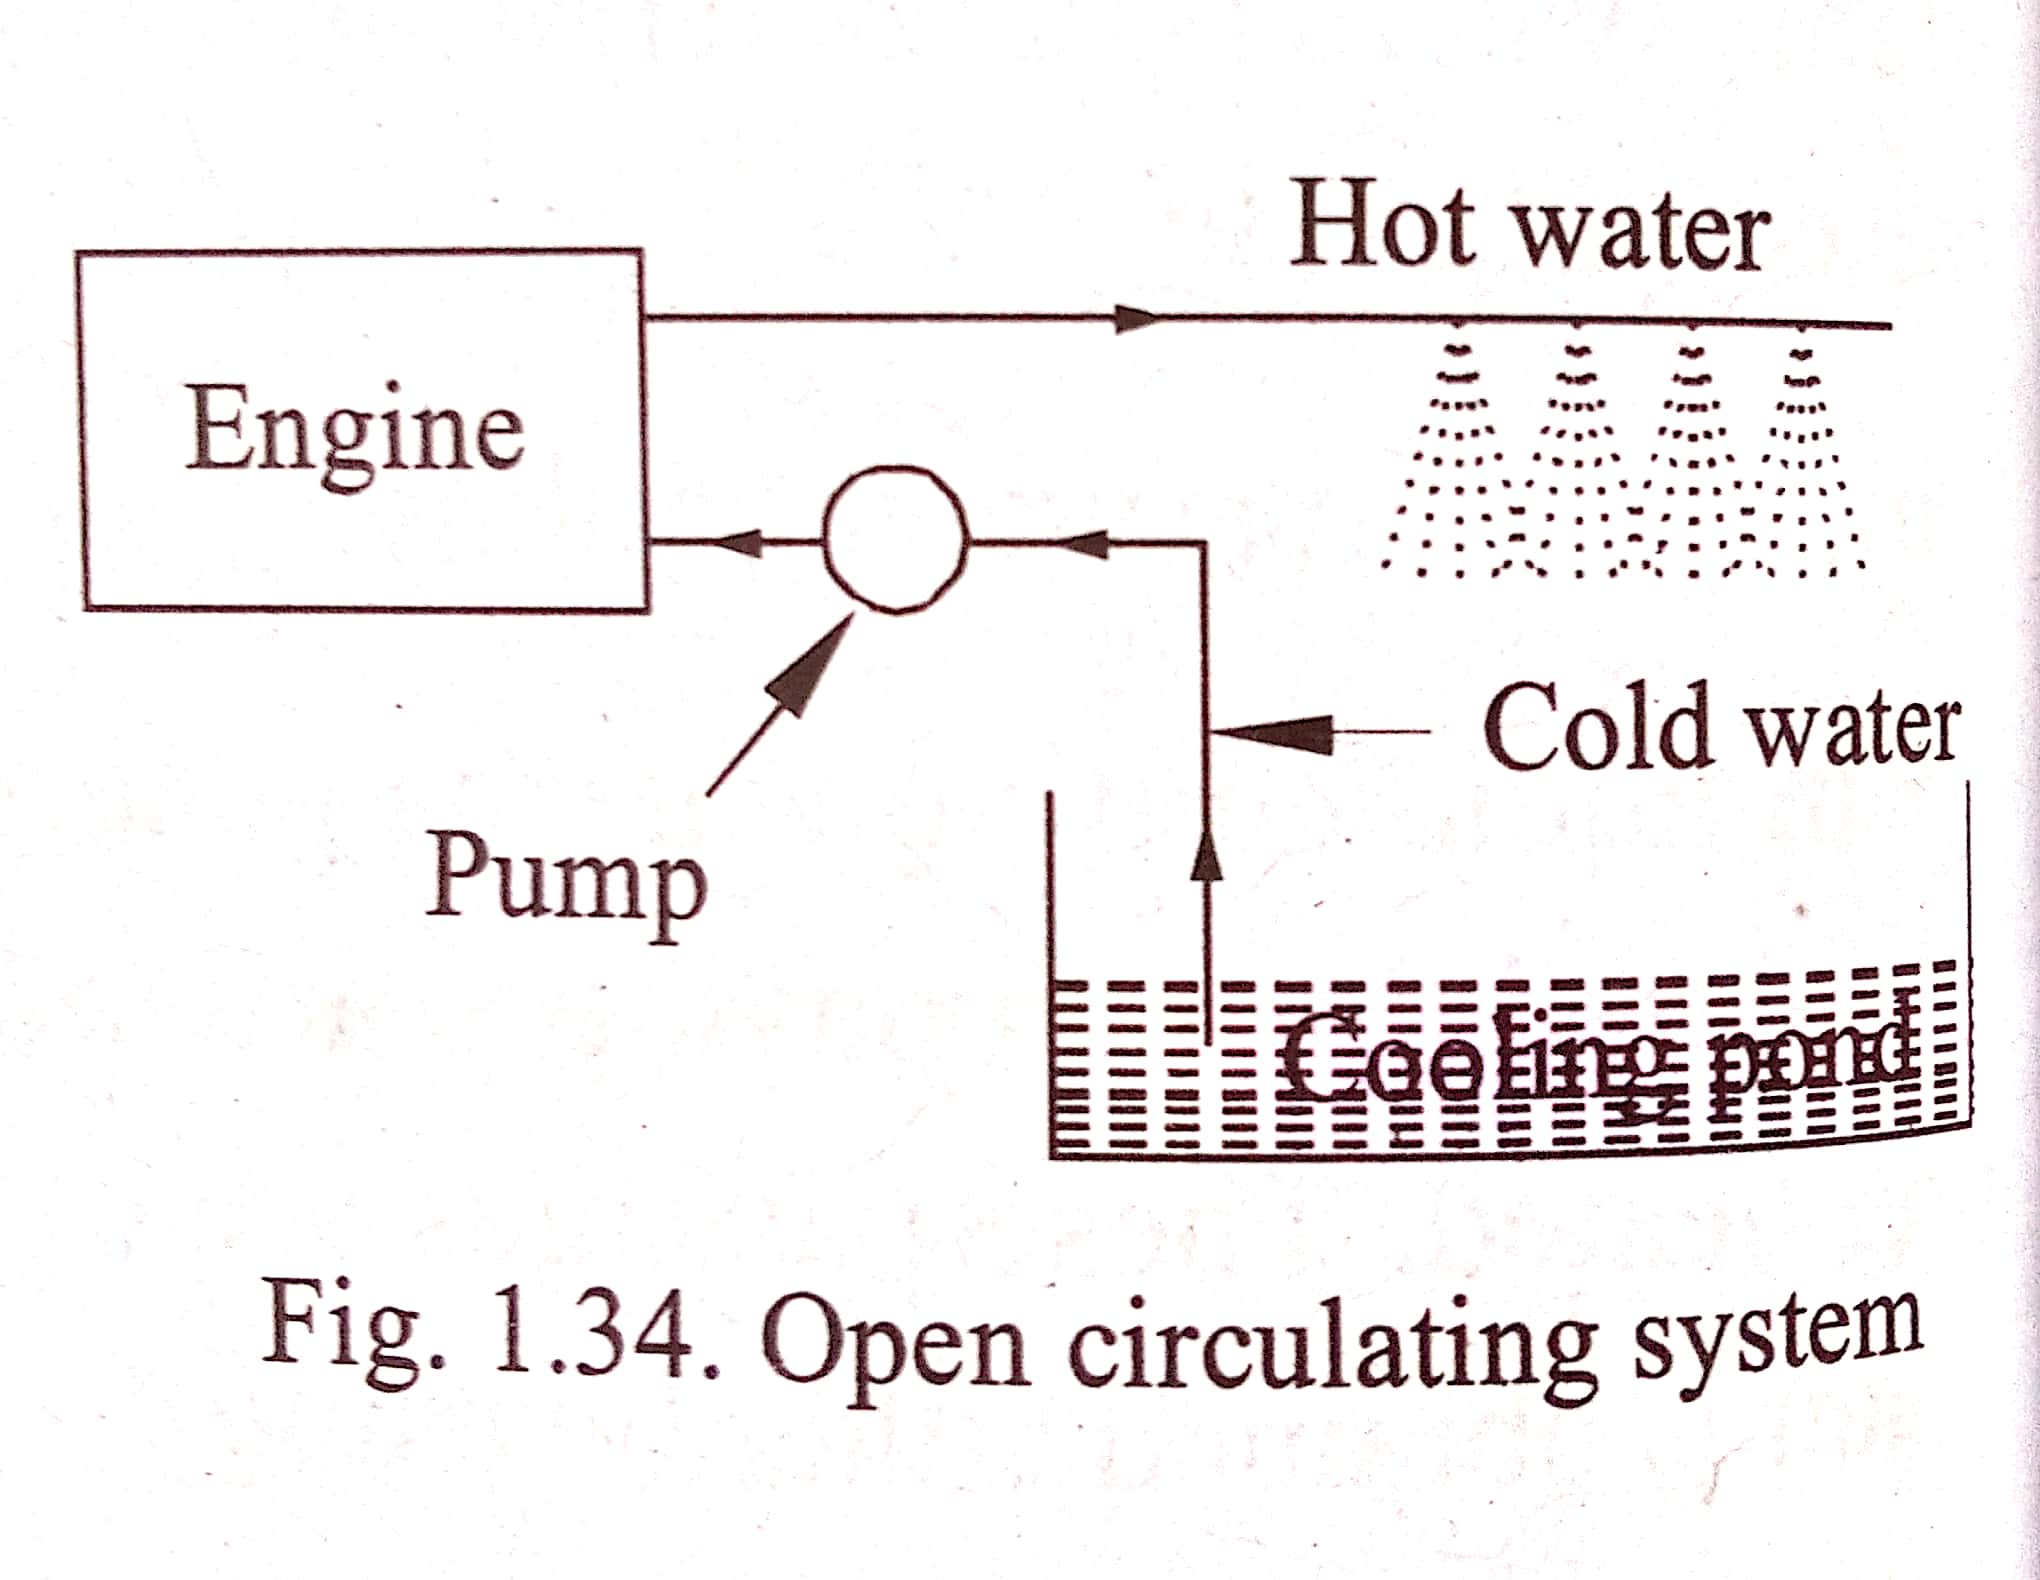 Hot water
Engine
Cold water
Pump
Cooling pond
Fig. 1.34. Open circulating system